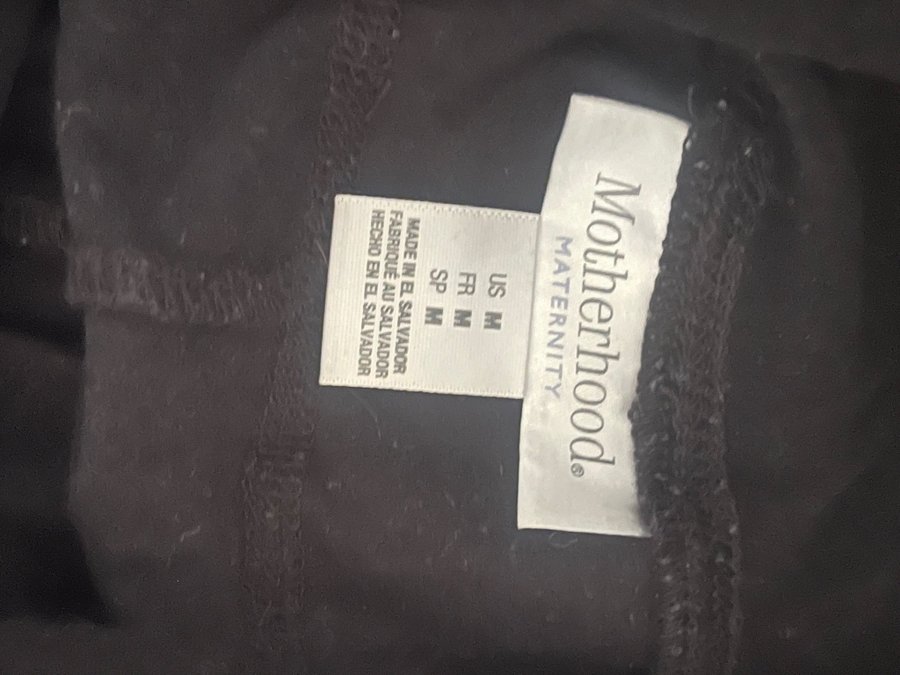 Motherhood®
MATERNITY
US M
FR M
SP M
MADE IN EL SALVADOR
FABRIQUÉ AU SALVADOR
HECHO EN EL SALVADOR